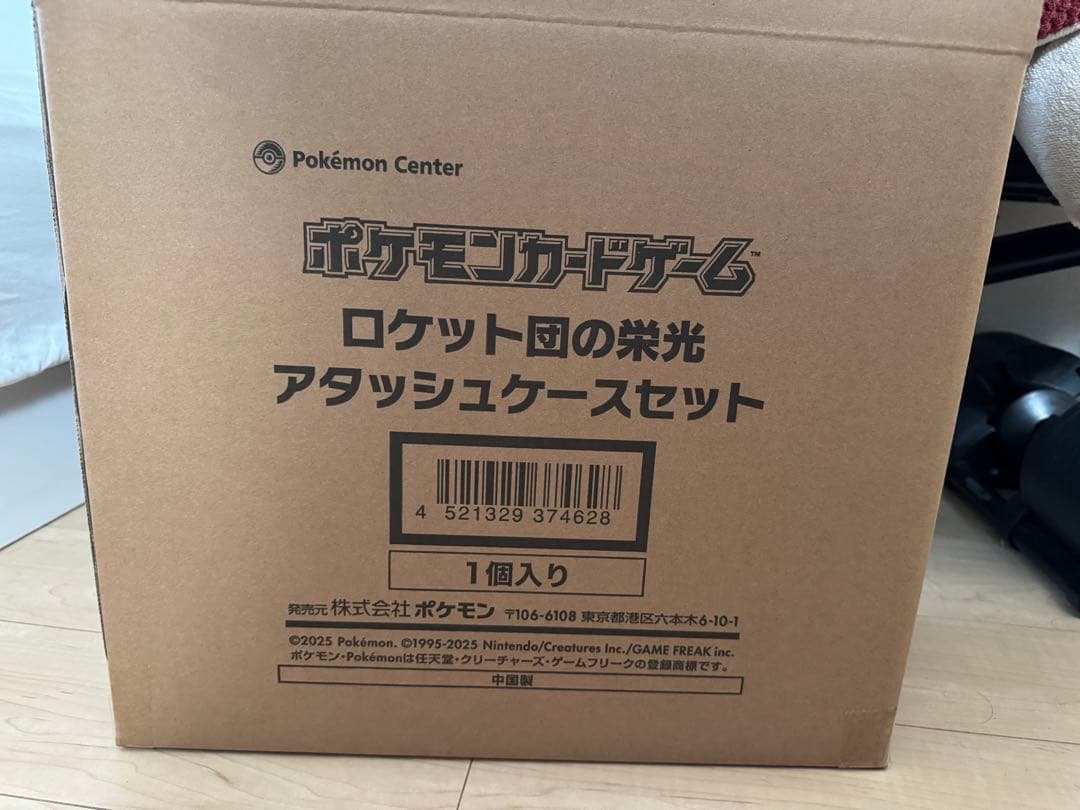 Pokémon Center
ポケモンカードゲーム™
ロケット団の栄光
アタッシュケースセット
4 521329 374628
1個入り
発売元 株式会社 ポケモン 〒106-6108 東京都港区六本木6-10-1
©2025 Pokémon. ©1995-2025 Nintendo/Creatures Inc./GAME FREAK inc.
ポケモン・Pokémonは任天堂・クリーチャーズ・ゲームフリークの登録商標です。
中国製